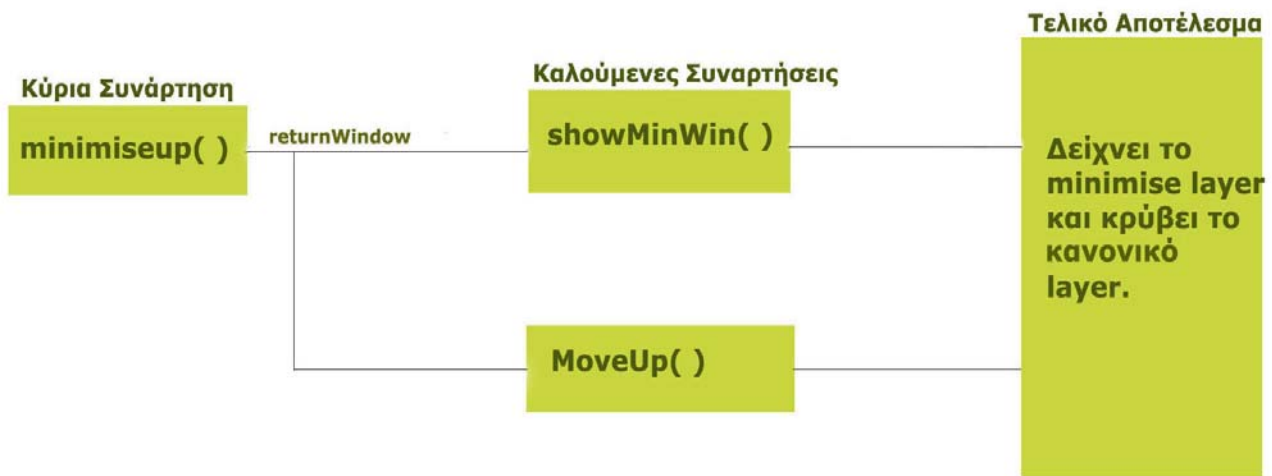 Τελικό Αποτέλεσμα
Κύρια Συνάρτηση
Καλούμενες Συναρτήσεις
minimiseup( )
returnWindow
showMinWin( )
Δείχνει το
minimise layer
και κρύβει το
κανονικό
layer.
MoveUp( )